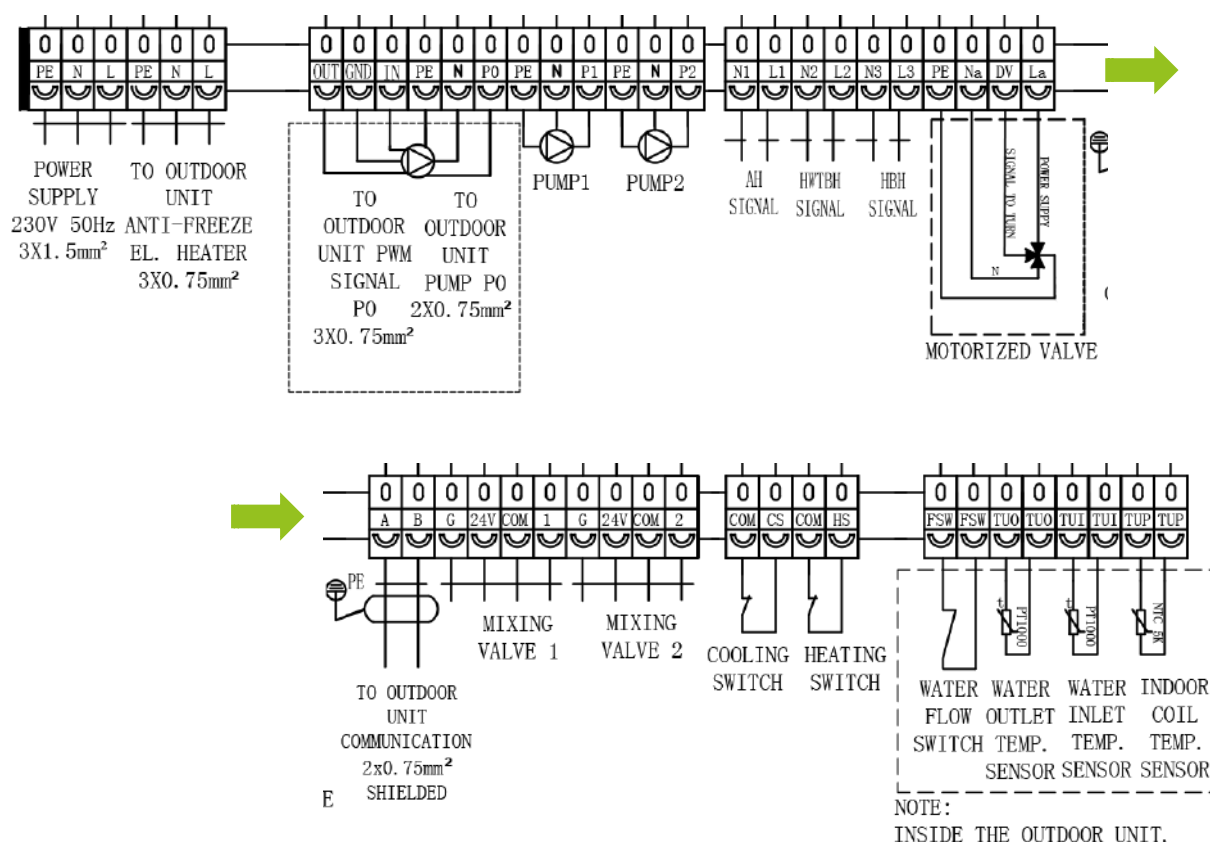 0 0 0 0 0 0 0 0 0 0 0 0 0 0 0 0 0 0 0 0 0 0 0 0 0 0 0 0
PE N L PE N L OUT GND IN PE N P0 PE N P1 PE N P2 N1 L1 N2 L2 N3 L3 PE Na DV La
POWER
SUPPLY
230V 50Hz
3X1.5mm²
TO OUTDOOR
UNIT
ANTI-FREEZE
EL. HEATER
3X0.75mm²
TO
OUTDOOR
UNIT PWM
SIGNAL
P0
3X0.75mm²
TO
OUTDOOR
UNIT
PUMP P0
2X0.75mm²
PUMP1
PUMP2
AH
SIGNAL
HWTBH
SIGNAL
HBH
SIGNAL
SIGNAL TO TURN
POWER SUPPY
N
MOTORIZED VALVE
0 0 0 0 0 0 0 0 0 0 0 0 0 0 0 0 0 0 0 0 0 0
A B G 24V COM 1 G 24V COM 2 COM CS COM HS FSW FSW TUO TUO TUI TUI TUP TUP
PE
TO OUTDOOR
UNIT
COMMUNICATION
2x0.75mm²
SHIELDED
E
MIXING
VALVE 1
MIXING
VALVE 2
COOLING
SWITCH
HEATING
SWITCH
t
PT1000
t
PT1000
NTC 5K
WATER
FLOW
SWITCH
WATER
OUTLET
TEMP.
SENSOR
WATER
INLET
TEMP.
SENSOR
INDOOR
COIL
TEMP.
SENSOR
NOTE:
INSIDE THE OUTDOOR UNIT.